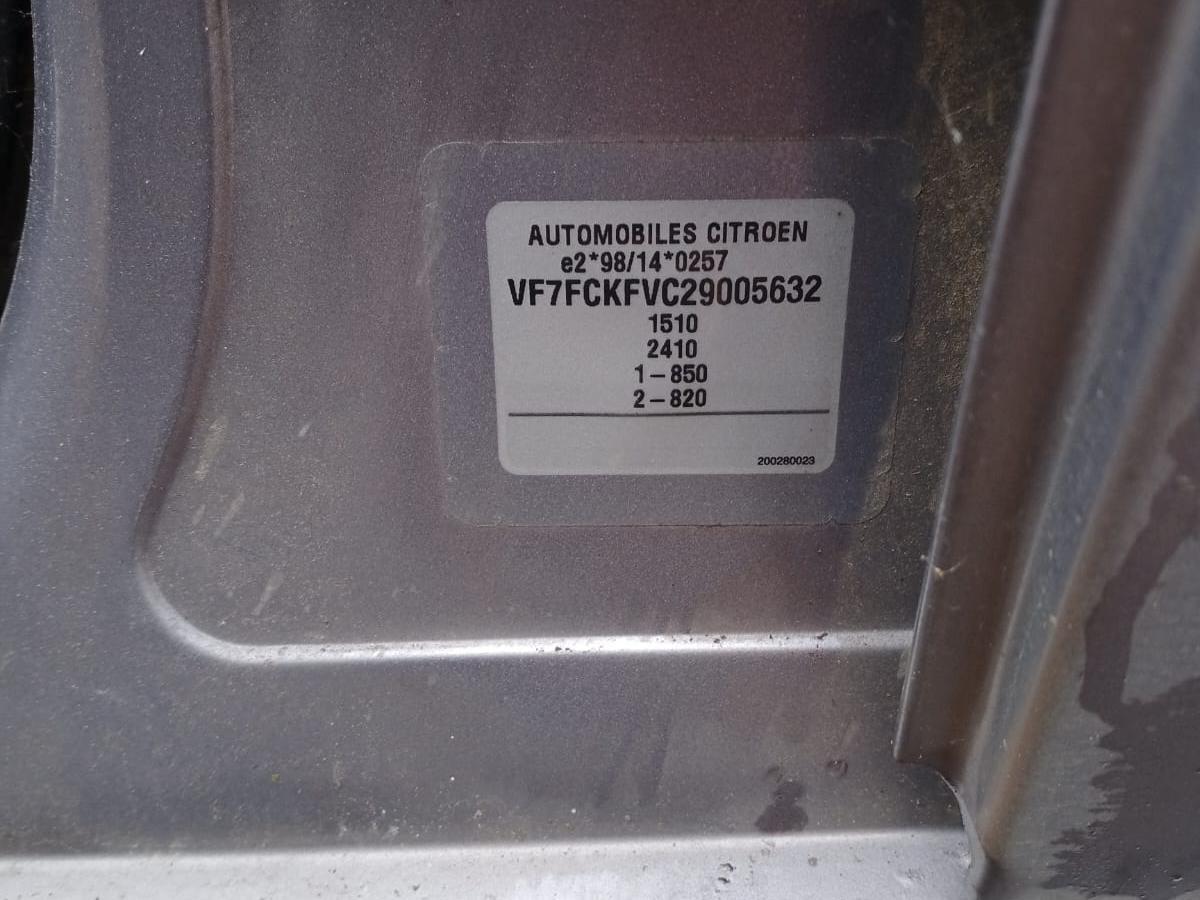 AUTOMOBILES CITROEN
e2*98/14*0257
VF7FCKFVC29005632
1510
2410
1–850
2–820
200280023